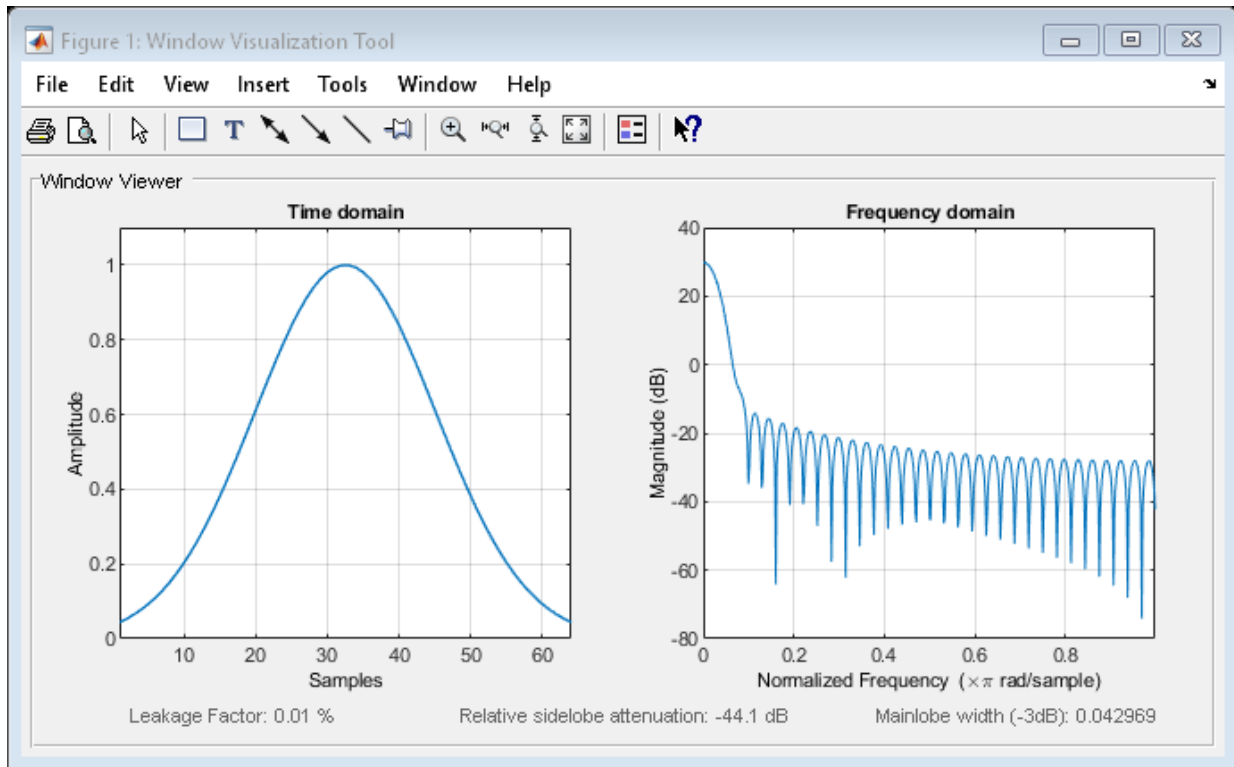 Figure 1: Window Visualization Tool
File Edit View Insert Tools Window Help
T
Window Viewer
Time domain
1
0.8
0.6
0.4
0.2
0
Amplitude
10 20 30 40 50 60
Samples
Frequency domain
40
20
0
-20
-40
-60
-80
Magnitude (dB)
0 0.2 0.4 0.6 0.8
Normalized Frequency (×π rad/sample)
Leakage Factor: 0.01 %
Relative sidelobe attenuation: -44.1 dB
Mainlobe width (-3dB): 0.042969